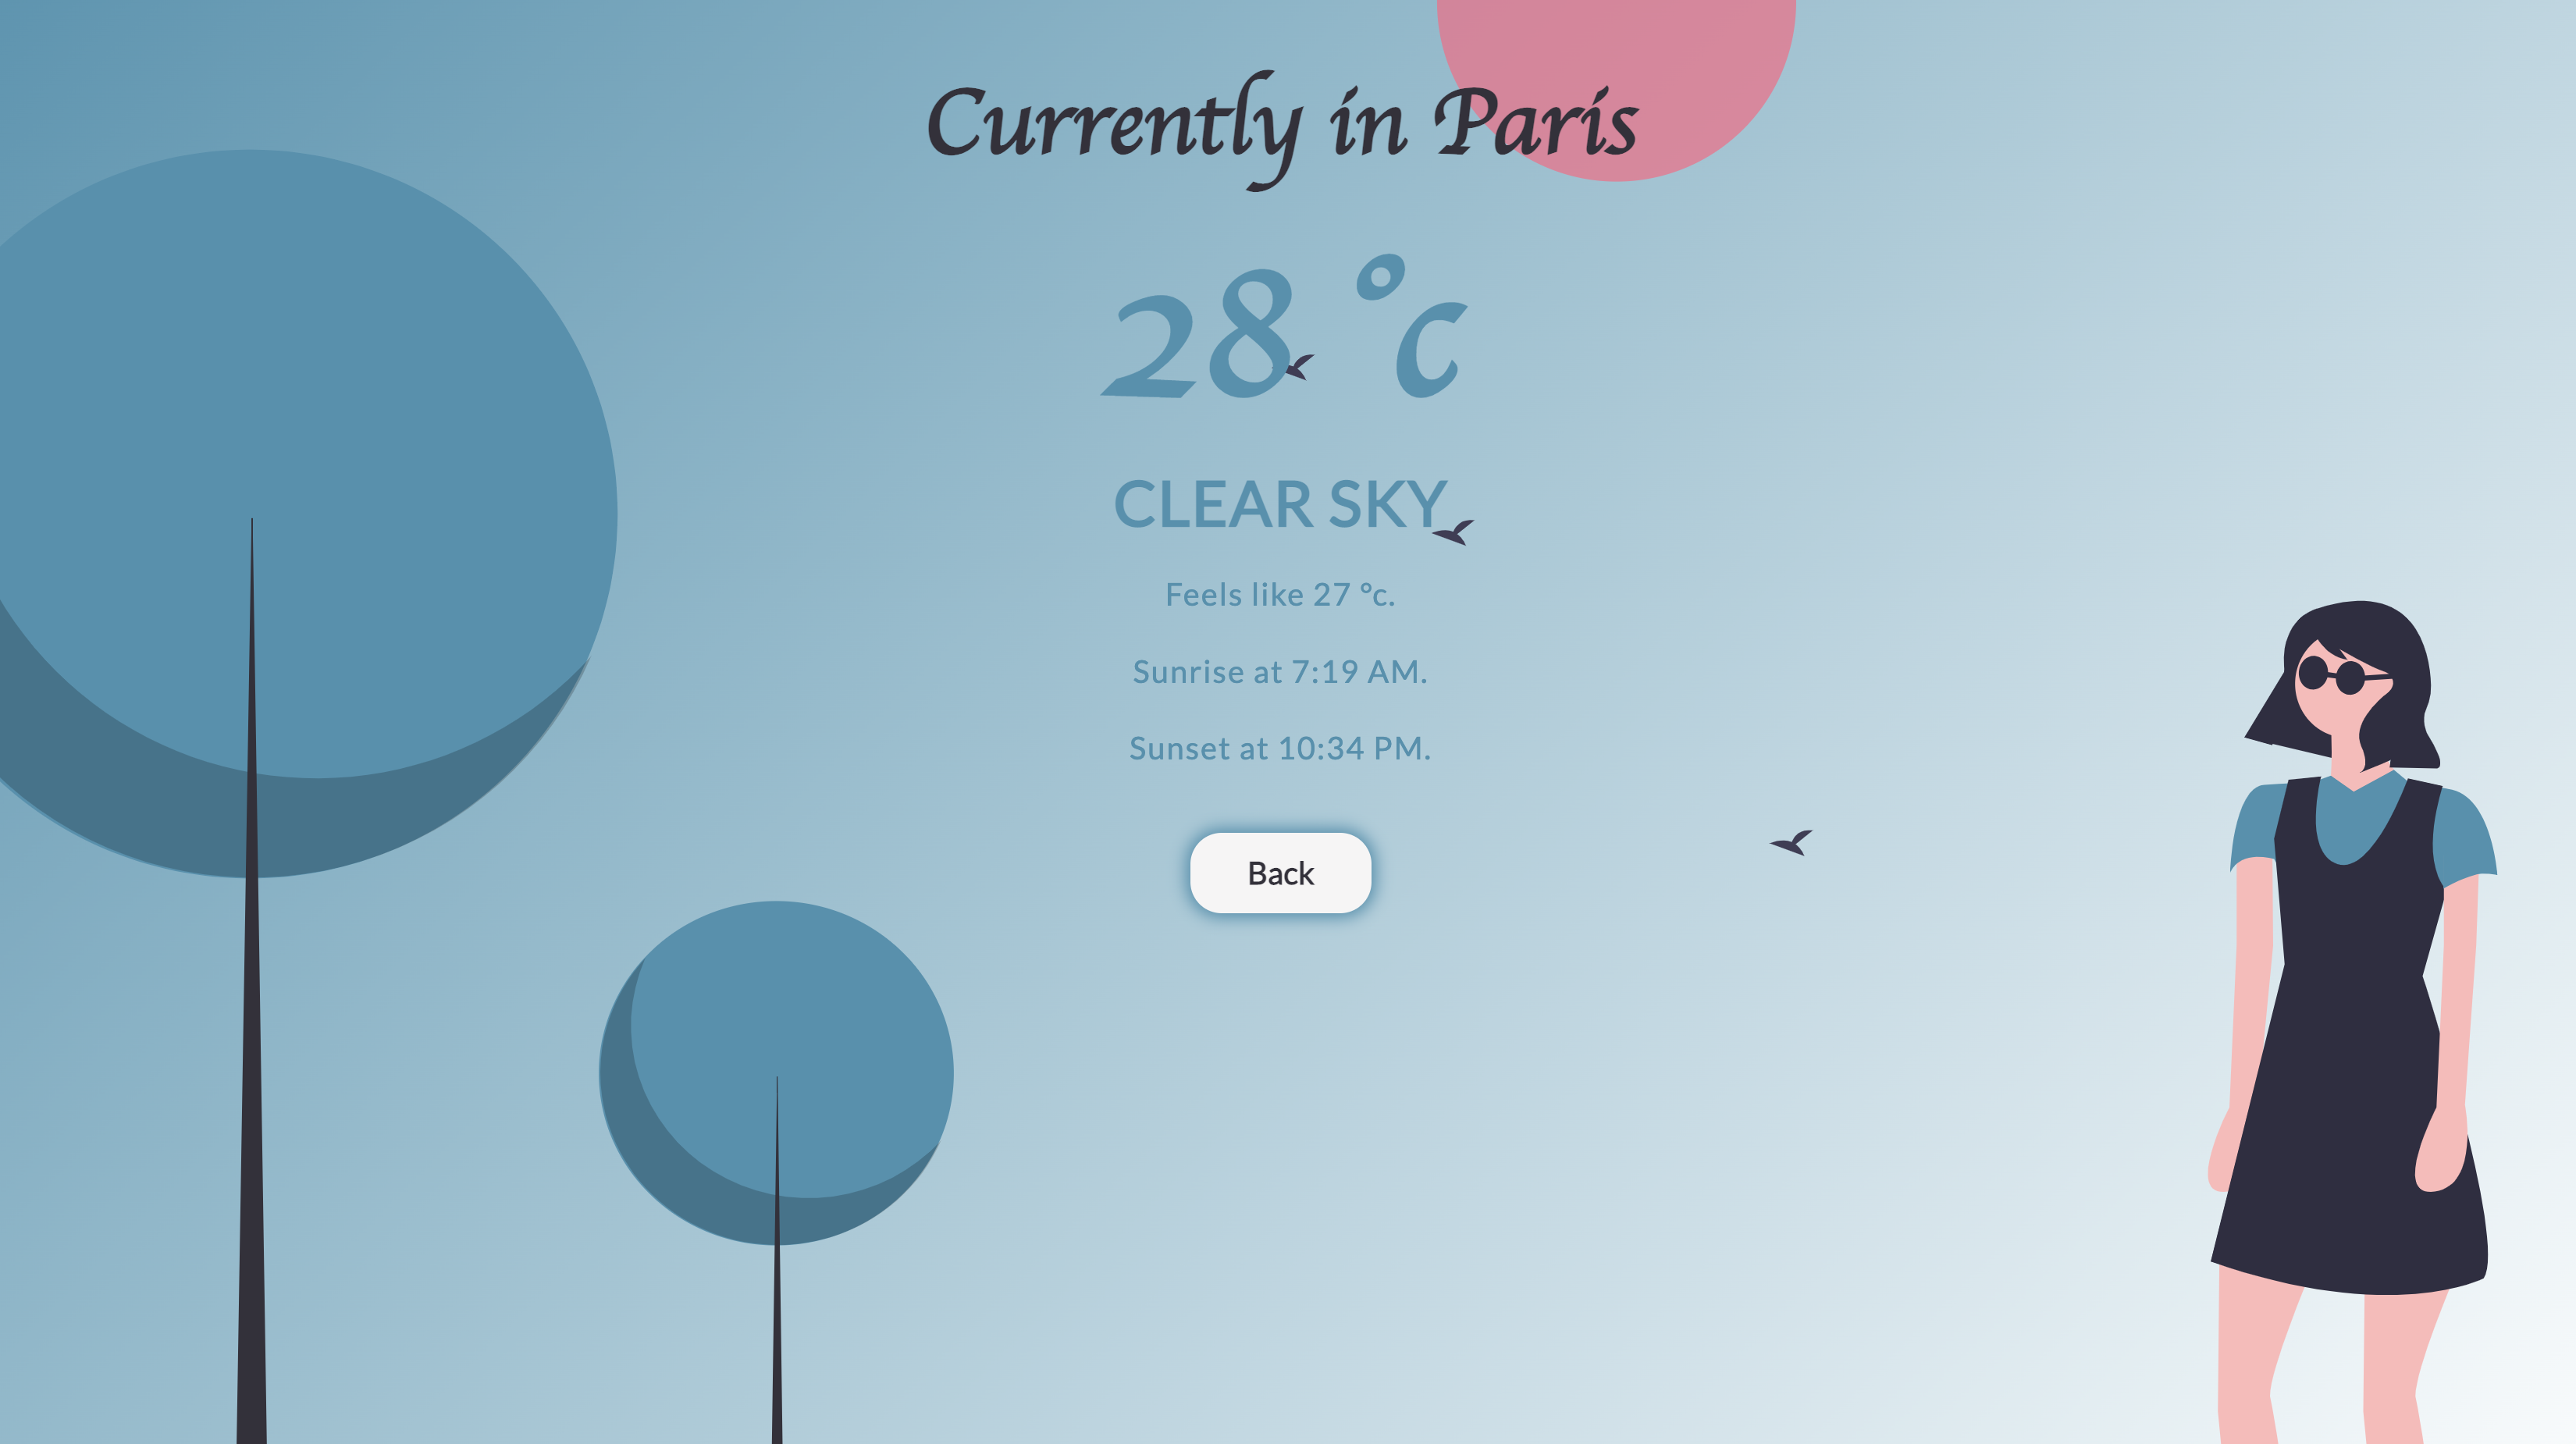 Currently in Paris
28 °c
CLEAR SKY
Feels like 27 °c.
Sunrise at 7:19 AM.
Sunset at 10:34 PM.
Back